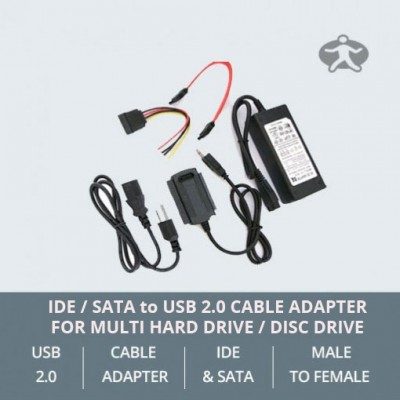 IDE / SATA to USB 2.0 CABLE ADAPTER
FOR MULTI HARD DRIVE / DISC DRIVE
USB
2.0
CABLE
ADAPTER
IDE
& SATA
MALE
TO FEMALE